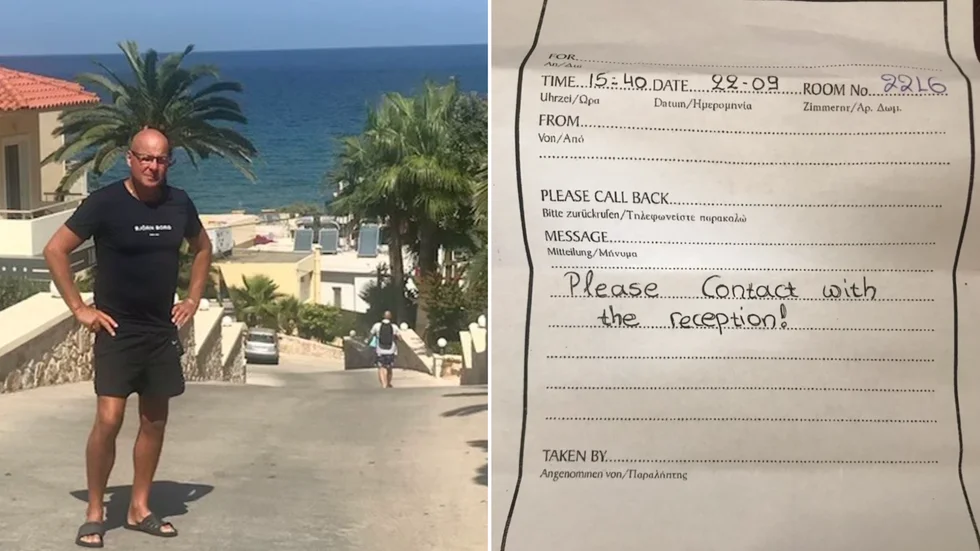 BJÖRN BORG
FOR
An/Δια
TIME 15:40 DATE 22-09 ROOM No 2216
Uhrzei/Ώρα Datum/Ημερομηνία Zimmernr/Αρ. Δωμ.
FROM
Von/Από
PLEASE CALL BACK
Bitte zurückrufen/Τηλεφωνείστε παρακαλώ
MESSAGE
Mitteilung/Μήνυμα
Please Contact with
the reception!
TAKEN BY
Angenommen von/Παραλήπτης